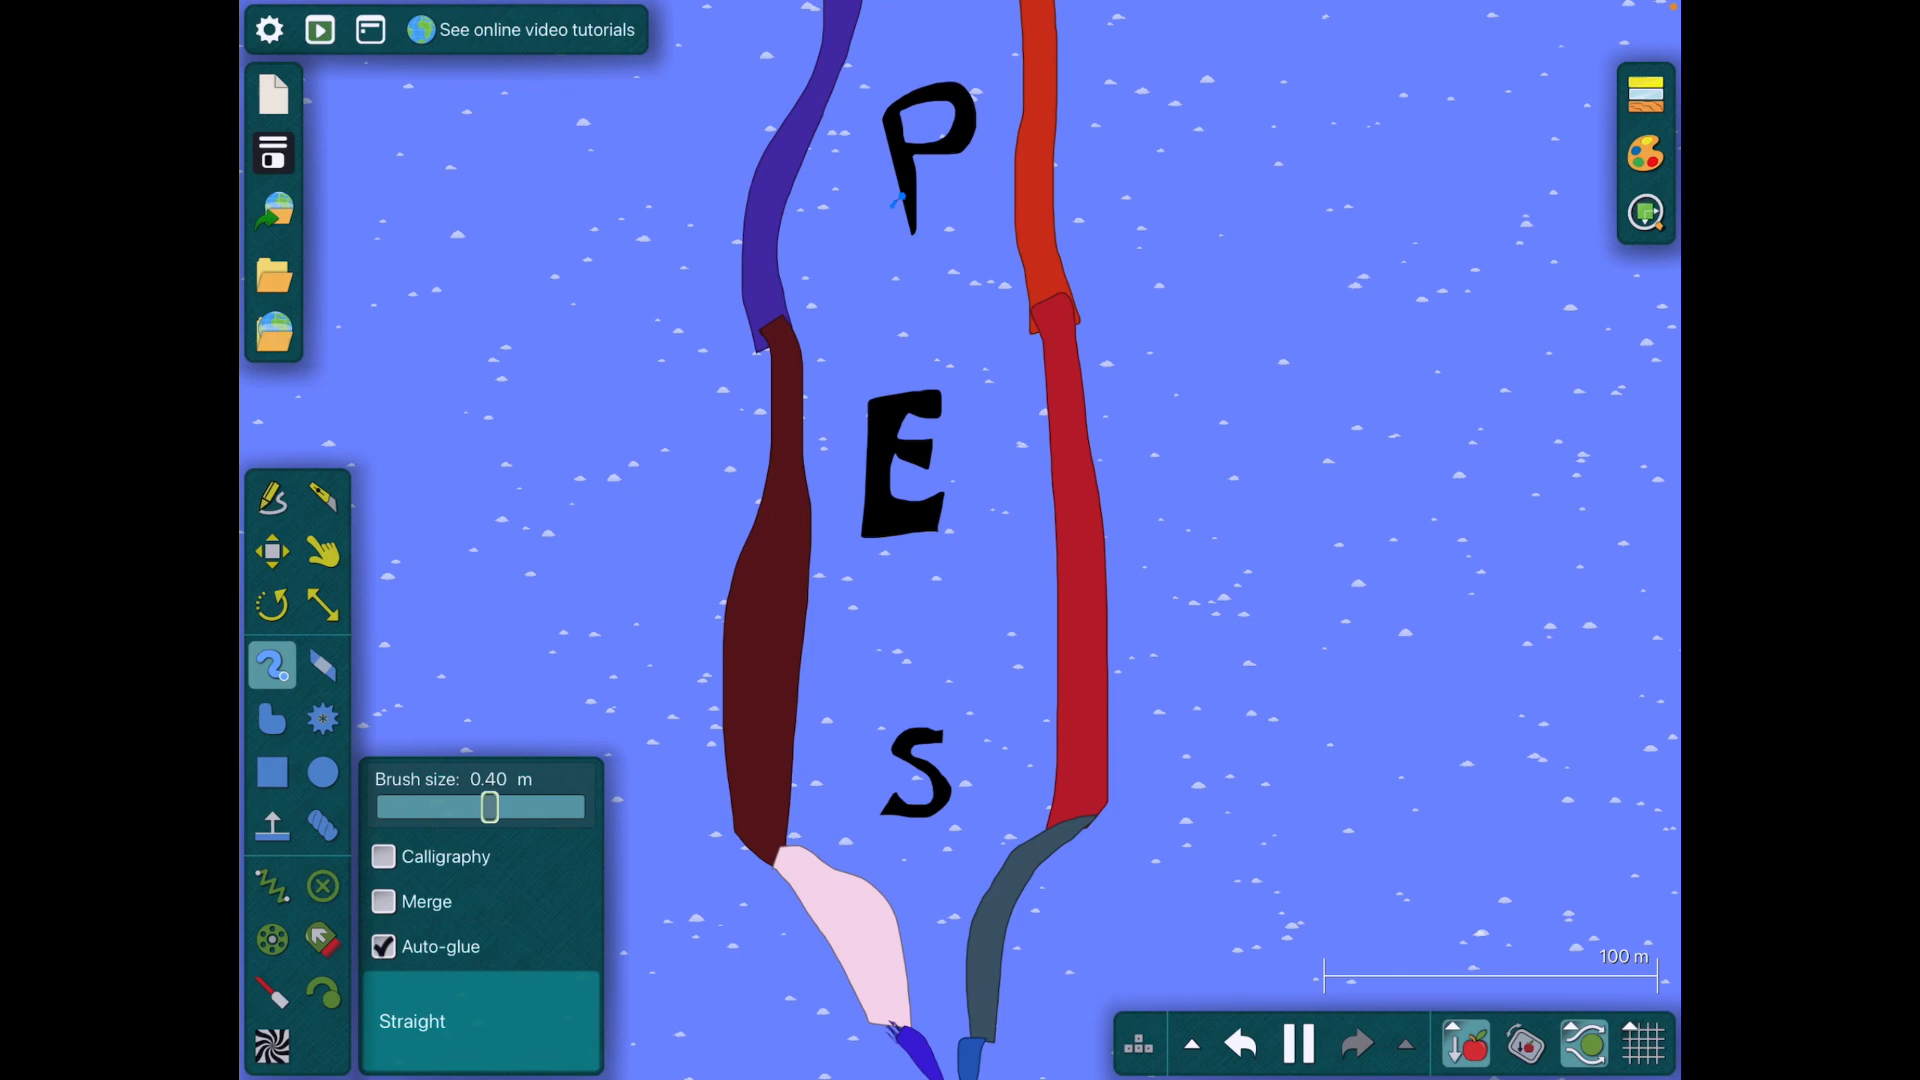 See online video tutorials
P
E
S
Brush size: 0.40 m
Calligraphy
Merge
Auto-glue
Straight
100 m